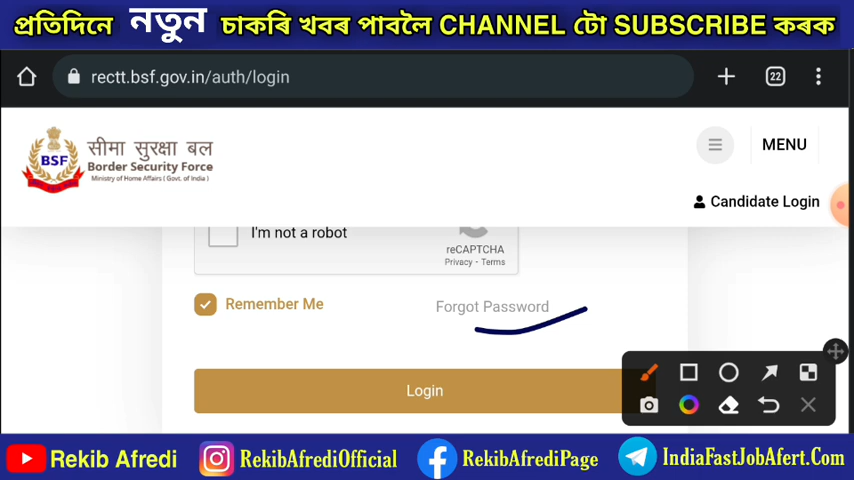 প্ৰতিদিনে নতুন চাকৰি খবৰ পাবলৈ CHANNEL টো SUBSCRIBE কৰক
rectt.bsf.gov.in/auth/login
22
BSF
सीमा सुरक्षा बल
Border Security Force
Ministry of Home Affairs ( Govt. of India )
MENU
Candidate Login
I'm not a robot
reCAPTCHA
Privacy - Terms
Remember Me
Forgot Password
Login
Rekib Afredi
RekibAfrediOfficial
RekibAfrediPage
IndiaFastJobAfert.Com